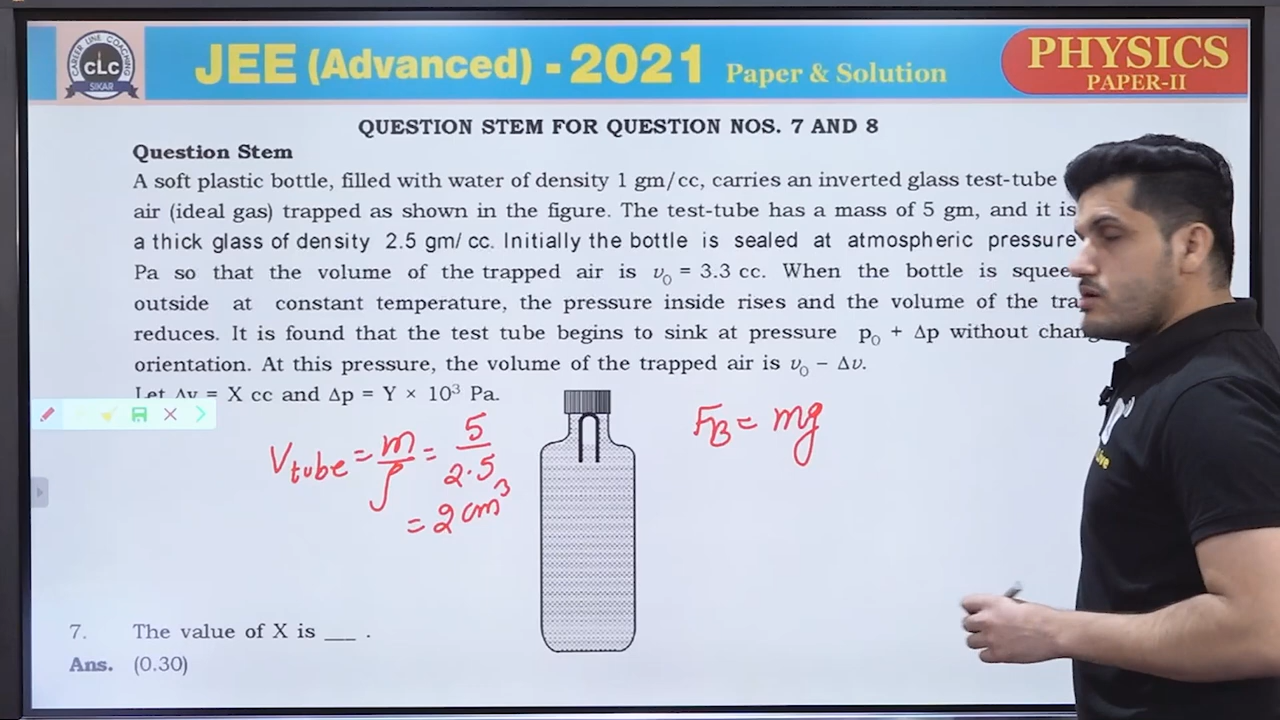 CAREER LINE COACHING
CLC
SIKAR
JEE (Advanced) - 2021 Paper & Solution
PHYSICS
PAPER-II
QUESTION STEM FOR QUESTION NOS. 7 AND 8
Question Stem
A soft plastic bottle, filled with water of density 1 gm/cc, carries an inverted glass test-tube
air (ideal gas) trapped as shown in the figure. The test-tube has a mass of 5 gm, and it is
a thick glass of density 2.5 gm/cc. Initially the bottle is sealed at atmospheric pressure
Pa so that the volume of the trapped air is v₀ = 3.3 cc. When the bottle is squee
outside at constant temperature, the pressure inside rises and the volume of the tra
reduces. It is found that the test tube begins to sink at pressure p₀ + Δp without chan
orientation. At this pressure, the volume of the trapped air is v₀ – Δv.
Let Δv = X cc and Δp = Y × 10³ Pa.
V tube = m/ρ = 5/2.5
= 2 cm³
F_B = mg
7. The value of X is ___ .
Ans. (0.30)